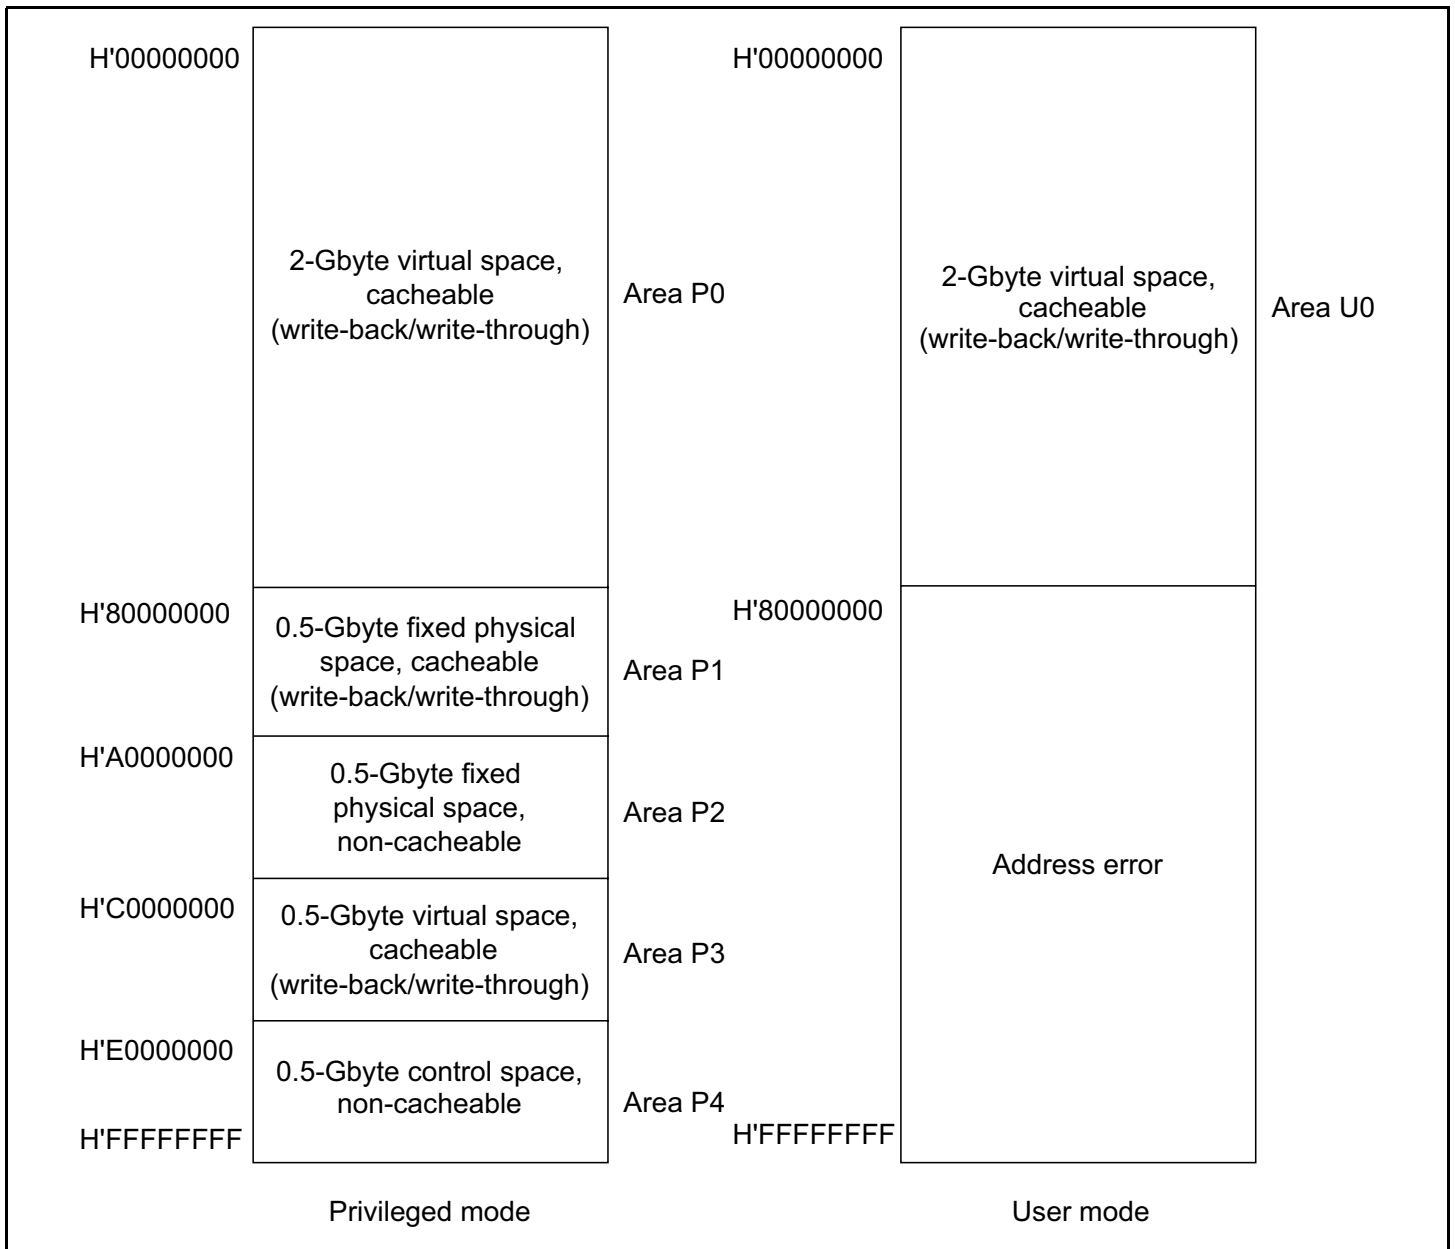 H'00000000
2-Gbyte virtual space,
cacheable
(write-back/write-through)
Area P0
H'80000000
0.5-Gbyte fixed physical
space, cacheable
(write-back/write-through)
Area P1
H'A0000000
0.5-Gbyte fixed
physical space,
non-cacheable
Area P2
H'C0000000
0.5-Gbyte virtual space,
cacheable
(write-back/write-through)
Area P3
H'E0000000
0.5-Gbyte control space,
non-cacheable
Area P4
H'FFFFFFFF
Privileged mode
H'00000000
2-Gbyte virtual space,
cacheable
(write-back/write-through)
Area U0
H'80000000
Address error
H'FFFFFFFF
User mode